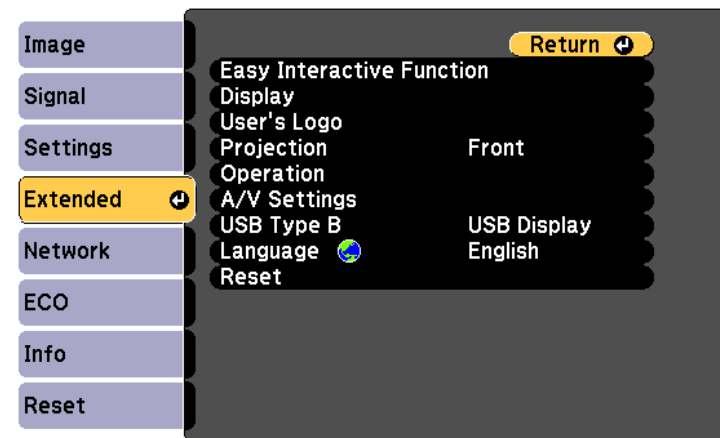 Image
Signal
Settings
Extended
Network
ECO
Info
Reset
Return
Easy Interactive Function
Display
User's Logo
Projection Front
Operation
A/V Settings
USB Type B USB Display
Language English
Reset